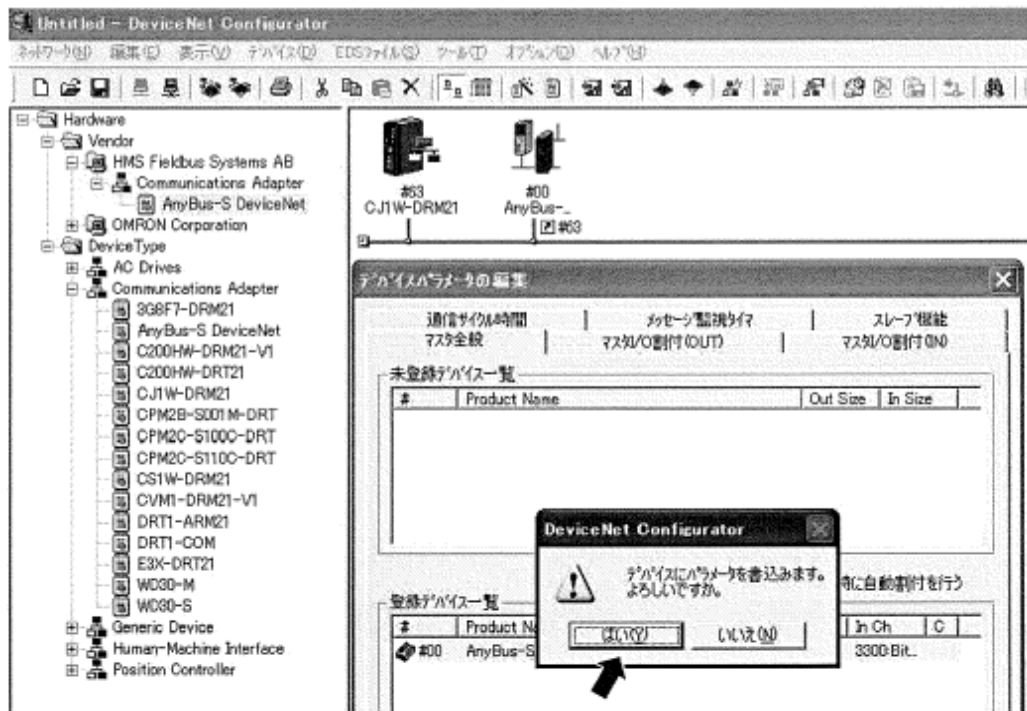 Untitled - DeviceNet Configurator
ネットワーク(N) 編集(E) 表示(V) デバイス(D) EDSファイル(S) ツール(T) オプション(O) ヘルプ(H)
Hardware
Vendor
HMS Fieldbus Systems AB
Communications Adapter
AnyBus-S DeviceNet
OMRON Corporation
DeviceType
AC Drives
Communications Adapter
3G8F7-DRM21
AnyBus-S DeviceNet
C200HW-DRM21-V1
C200HW-DRT21
CJ1W-DRM21
CPM2B-S001M-DRT
CPM2C-S100C-DRT
CPM2C-S110C-DRT
CS1W-DRM21
CVM1-DRM21-V1
DRT1-ARM21
DRT1-COM
E3X-DRT21
WD30-M
WD30-S
Generic Device
Human-Machine Interface
Position Controller
#63
CJ1W-DRM21
#00
AnyBus-...
#63
デバイスパラメータの編集
通信サイクル時間 メッセージ監視タイマ スレーブ機能
マスタ全般 マスタI/O割付(OUT) マスタI/O割付(IN)
未登録デバイス一覧
# Product Name Out Size In Size
DeviceNet Configurator
デバイスにパラメータを書込みます。
よろしいですか。
はい(Y) いいえ(N)
時に自動割付を行う
登録デバイス一覧
# Product N In Ch C
#00 AnyBus-S 3300:Bit...